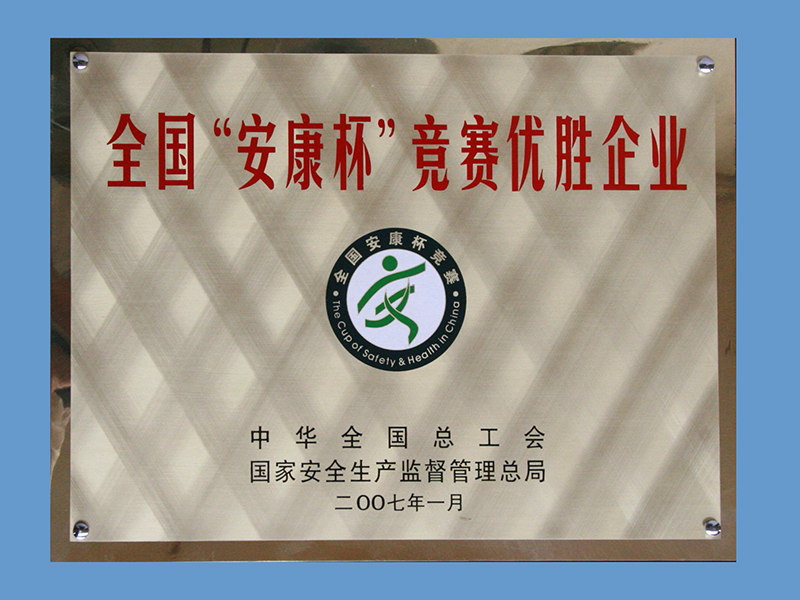 全国“安康杯”竞赛优胜企业
全国安康杯竞赛
The Cup of Safety & Health in China
中华全国总工会
国家安全生产监督管理总局
二OO七年一月